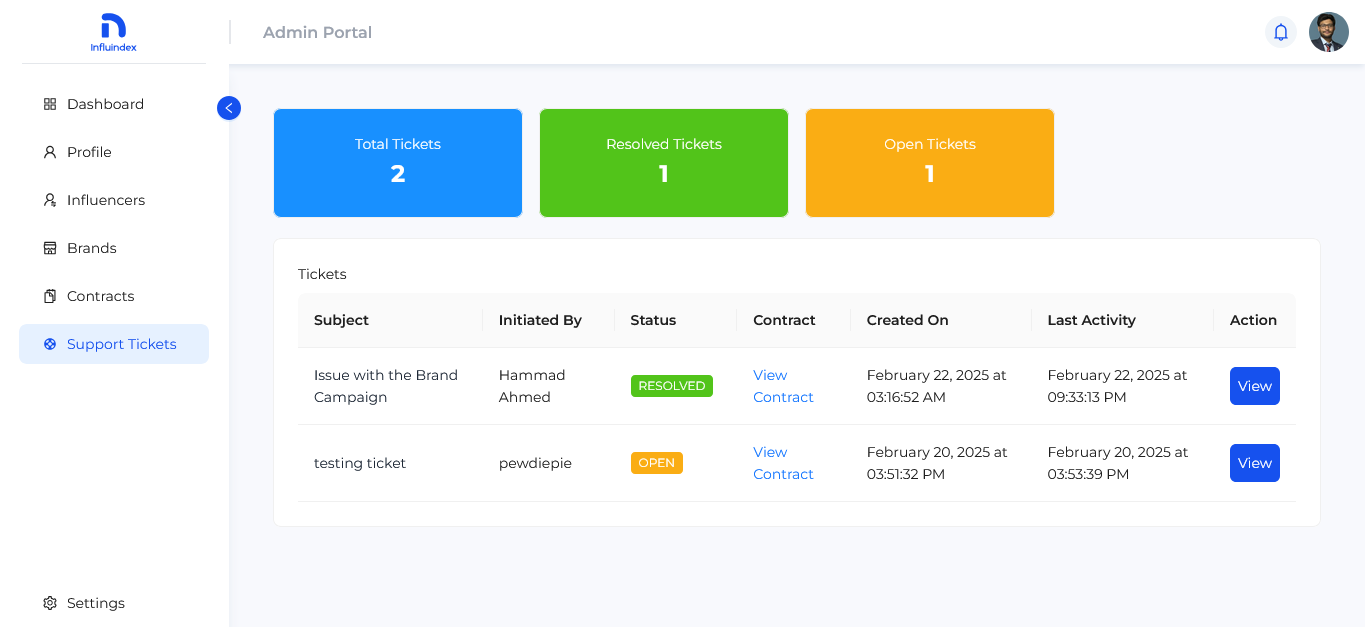 Influindex
Admin Portal
Dashboard
Profile
Influencers
Brands
Contracts
Support Tickets
Settings
Total Tickets
2
Resolved Tickets
1
Open Tickets
1
Tickets
Subject Initiated By Status Contract Created On Last Activity Action
Issue with the Brand Hammad View February 22, 2025 at February 22, 2025 at
RESOLVED View
Campaign Ahmed Contract 03:16:52 AM 09:33:13 PM
View February 20, 2025 at February 20, 2025 at
testing ticket pewdiepie OPEN View
Contract 03:51:32 PM 03:53:39 PM